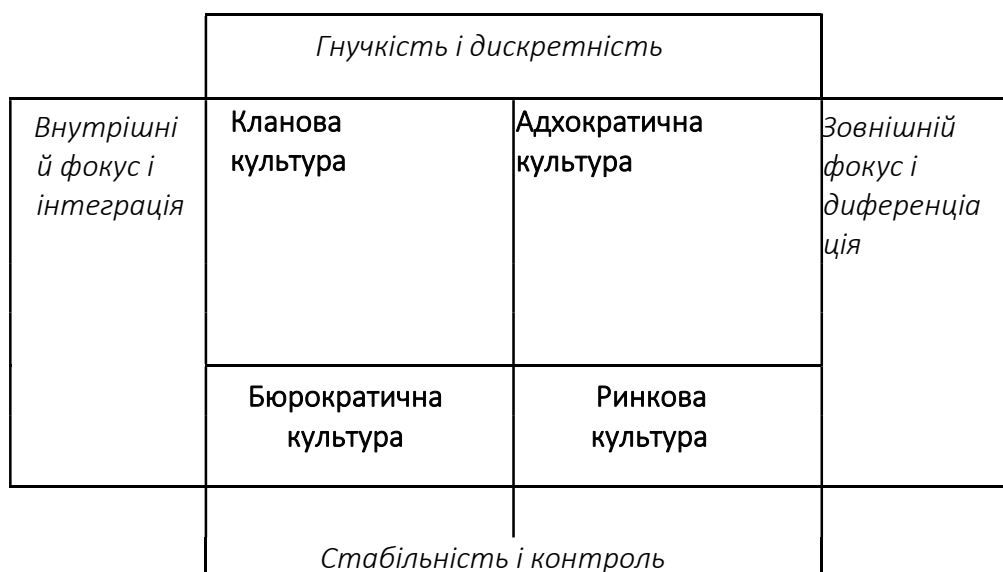 Гнучкість і дискретність
Внутрішні
й фокус і
інтеграція
Кланова
культура
Адхократична
культура
Зовнішній
фокус і
диференціа
ція
Бюрократична
культура
Ринкова
культура
Стабільність і контроль